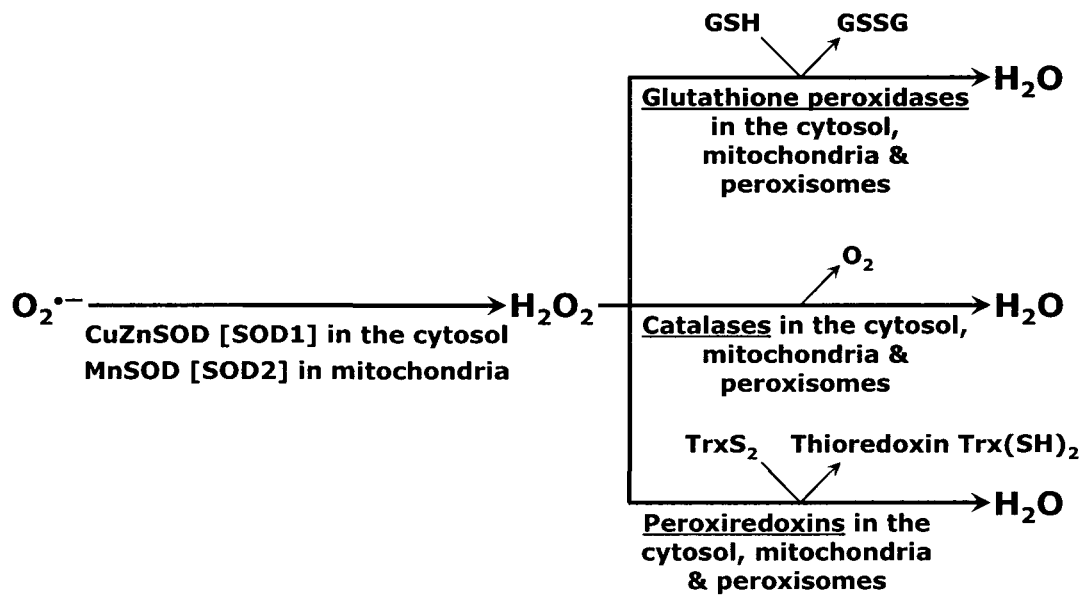 GSH GSSG
H₂O
Glutathione peroxidases
in the cytosol,
mitochondria &
peroxisomes
O₂
O₂•− H₂O₂ H₂O
CuZnSOD [SOD1] in the cytosol
MnSOD [SOD2] in mitochondria
Catalases in the cytosol,
mitochondria &
peroxisomes
TrxS₂ Thioredoxin Trx(SH)₂
H₂O
Peroxiredoxins in the
cytosol, mitochondria
& peroxisomes